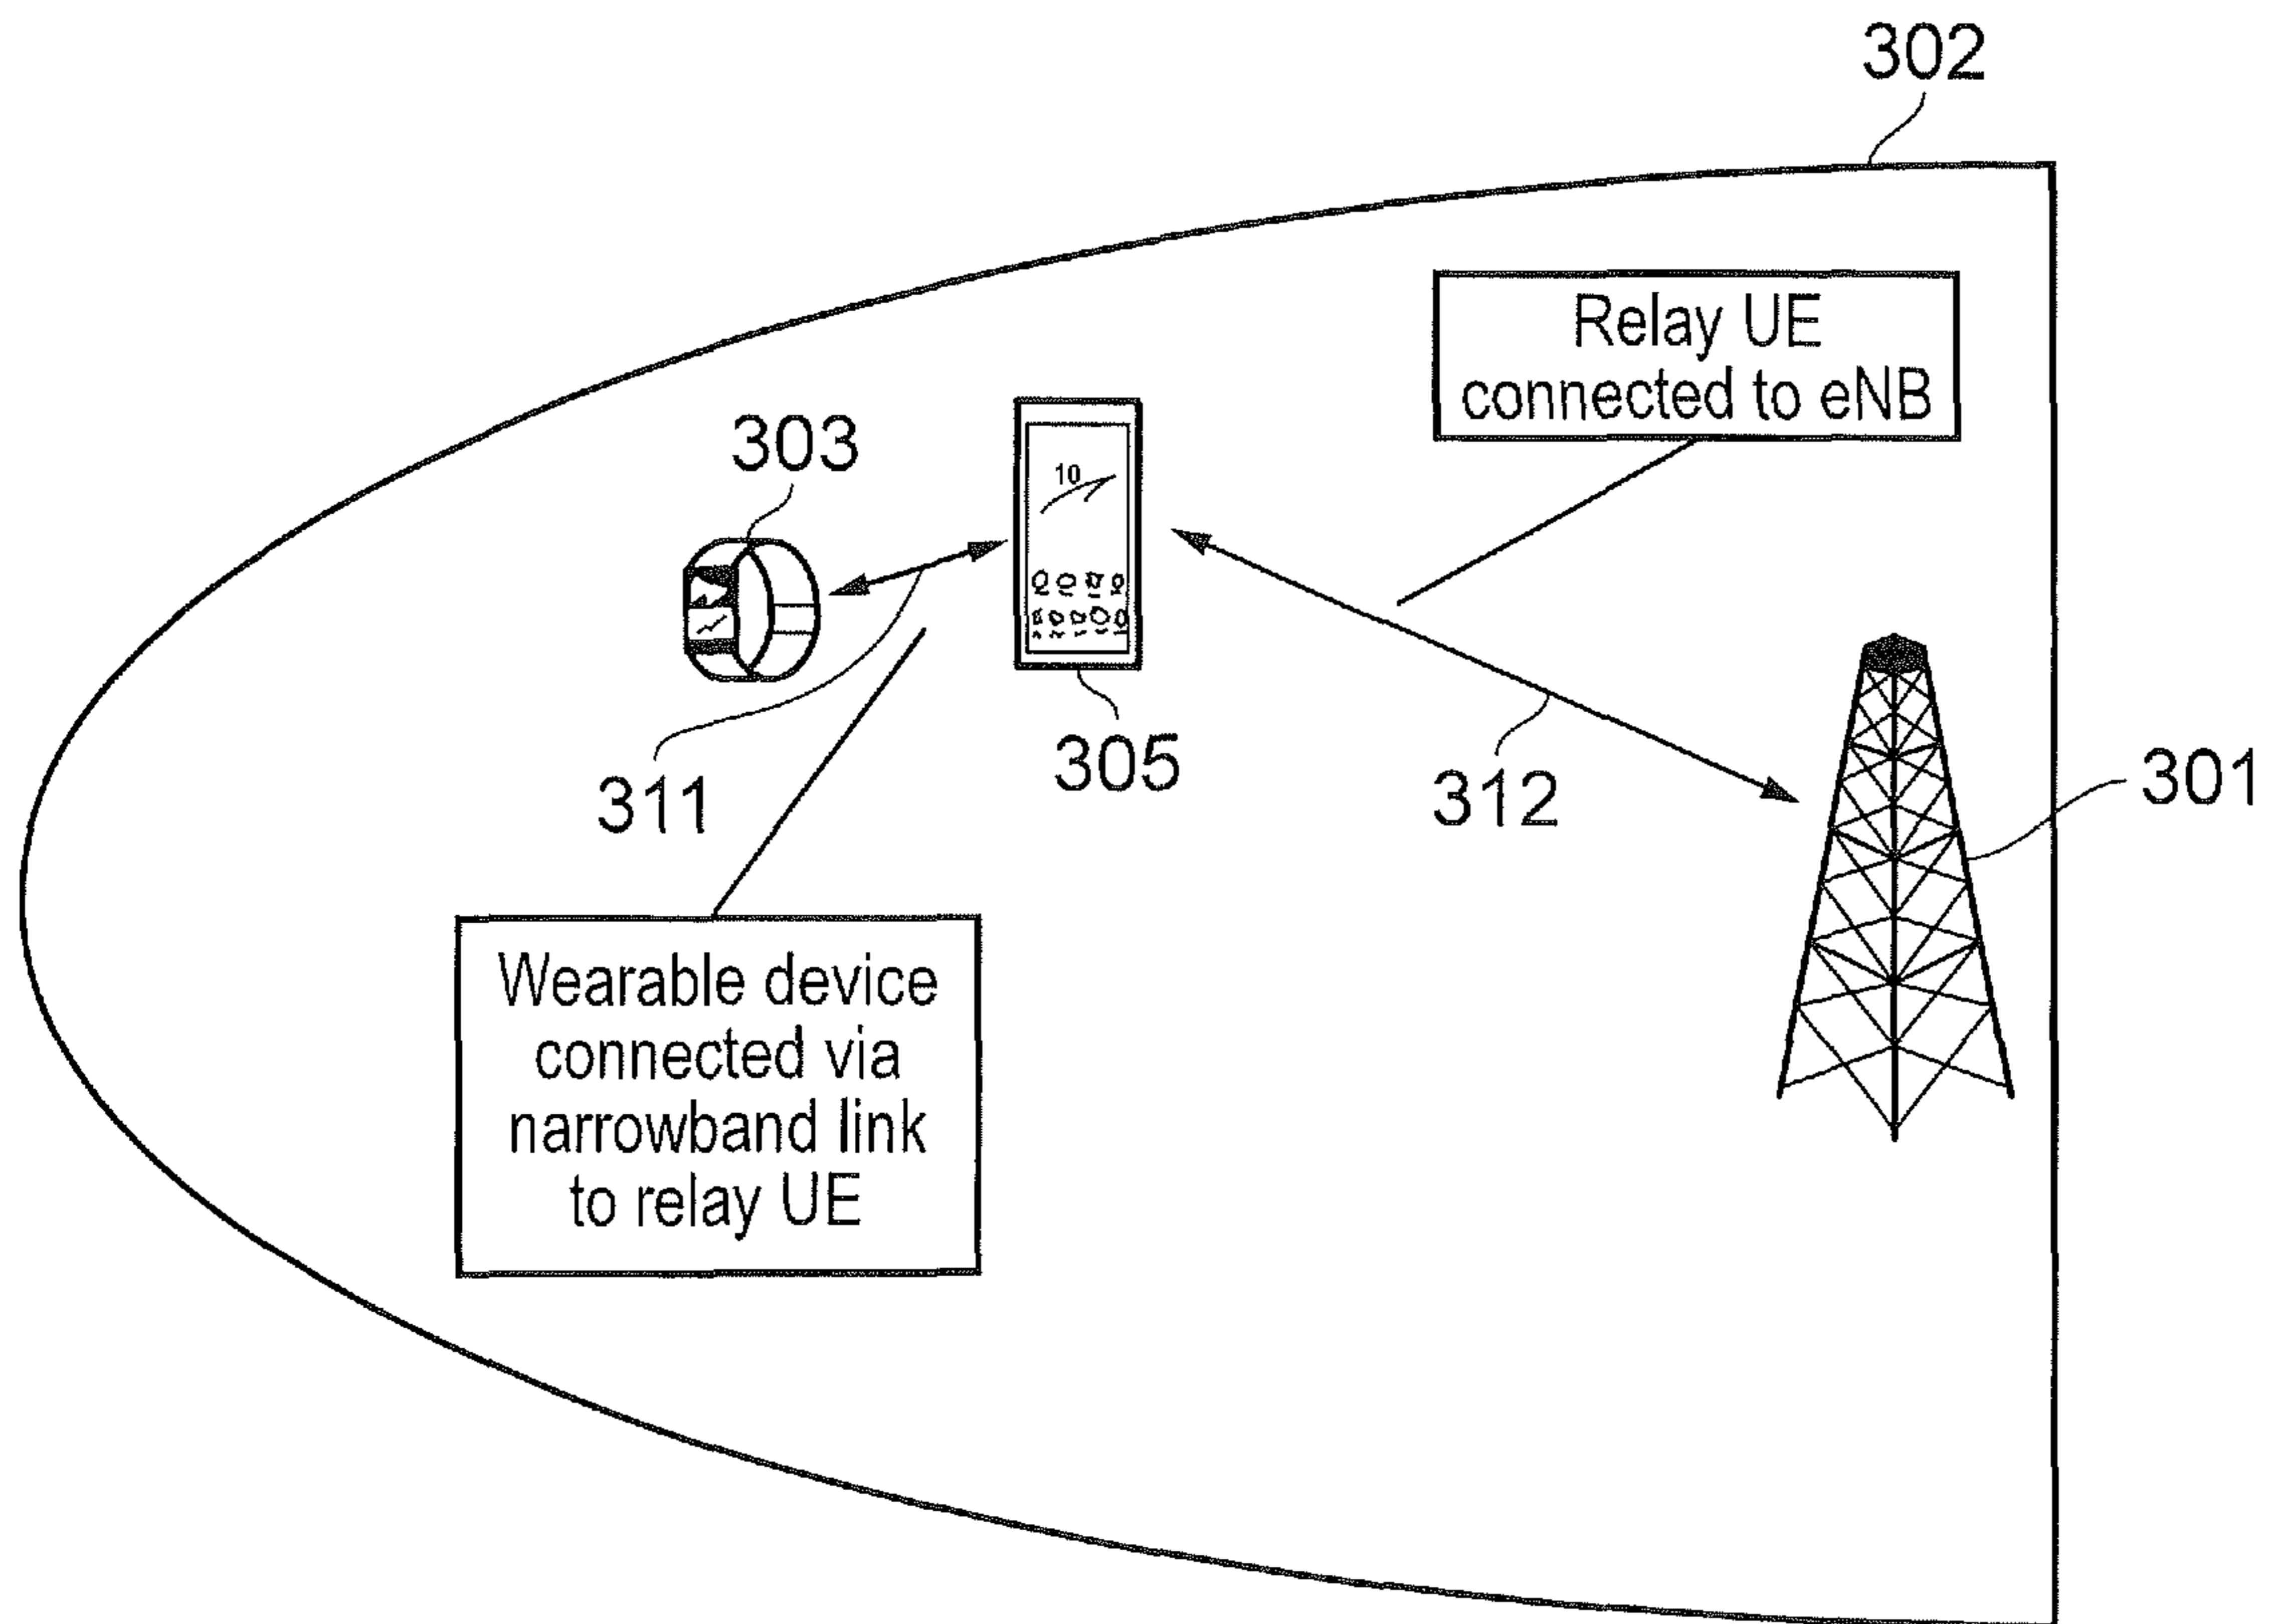 302
Relay UE
connected to eNB
303
10
305
311
312
301
Wearable device
connected via
narrowband link
to relay UE